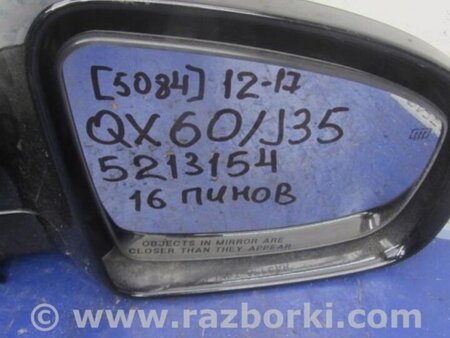 [5084] 12-17
QX60/J35
5213154
16 ПИНОВ
OBJECTS IN MIRROR ARE
CLOSER THAN THEY APPEAR
www.razborki.com